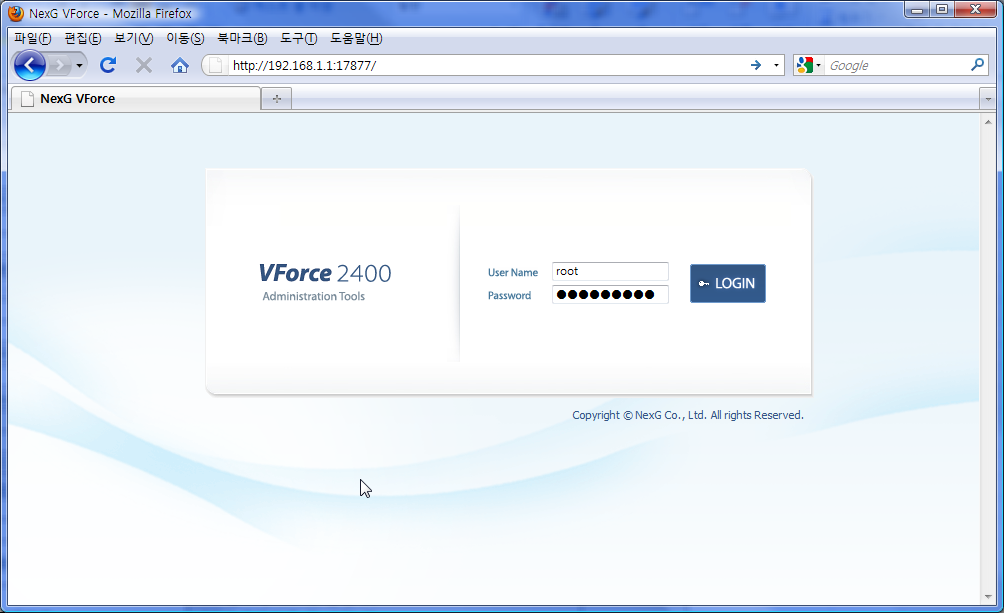 NexG VForce - Mozilla Firefox
파일(F) 편집(E) 보기(V) 이동(S) 북마크(B) 도구(T) 도움말(H)
http://192.168.1.1:17877/ Google
NexG VForce
VForce 2400
Administration Tools
User Name root
Password ●●●●●●●●●
LOGIN
Copyright © NexG Co., Ltd. All rights Reserved.